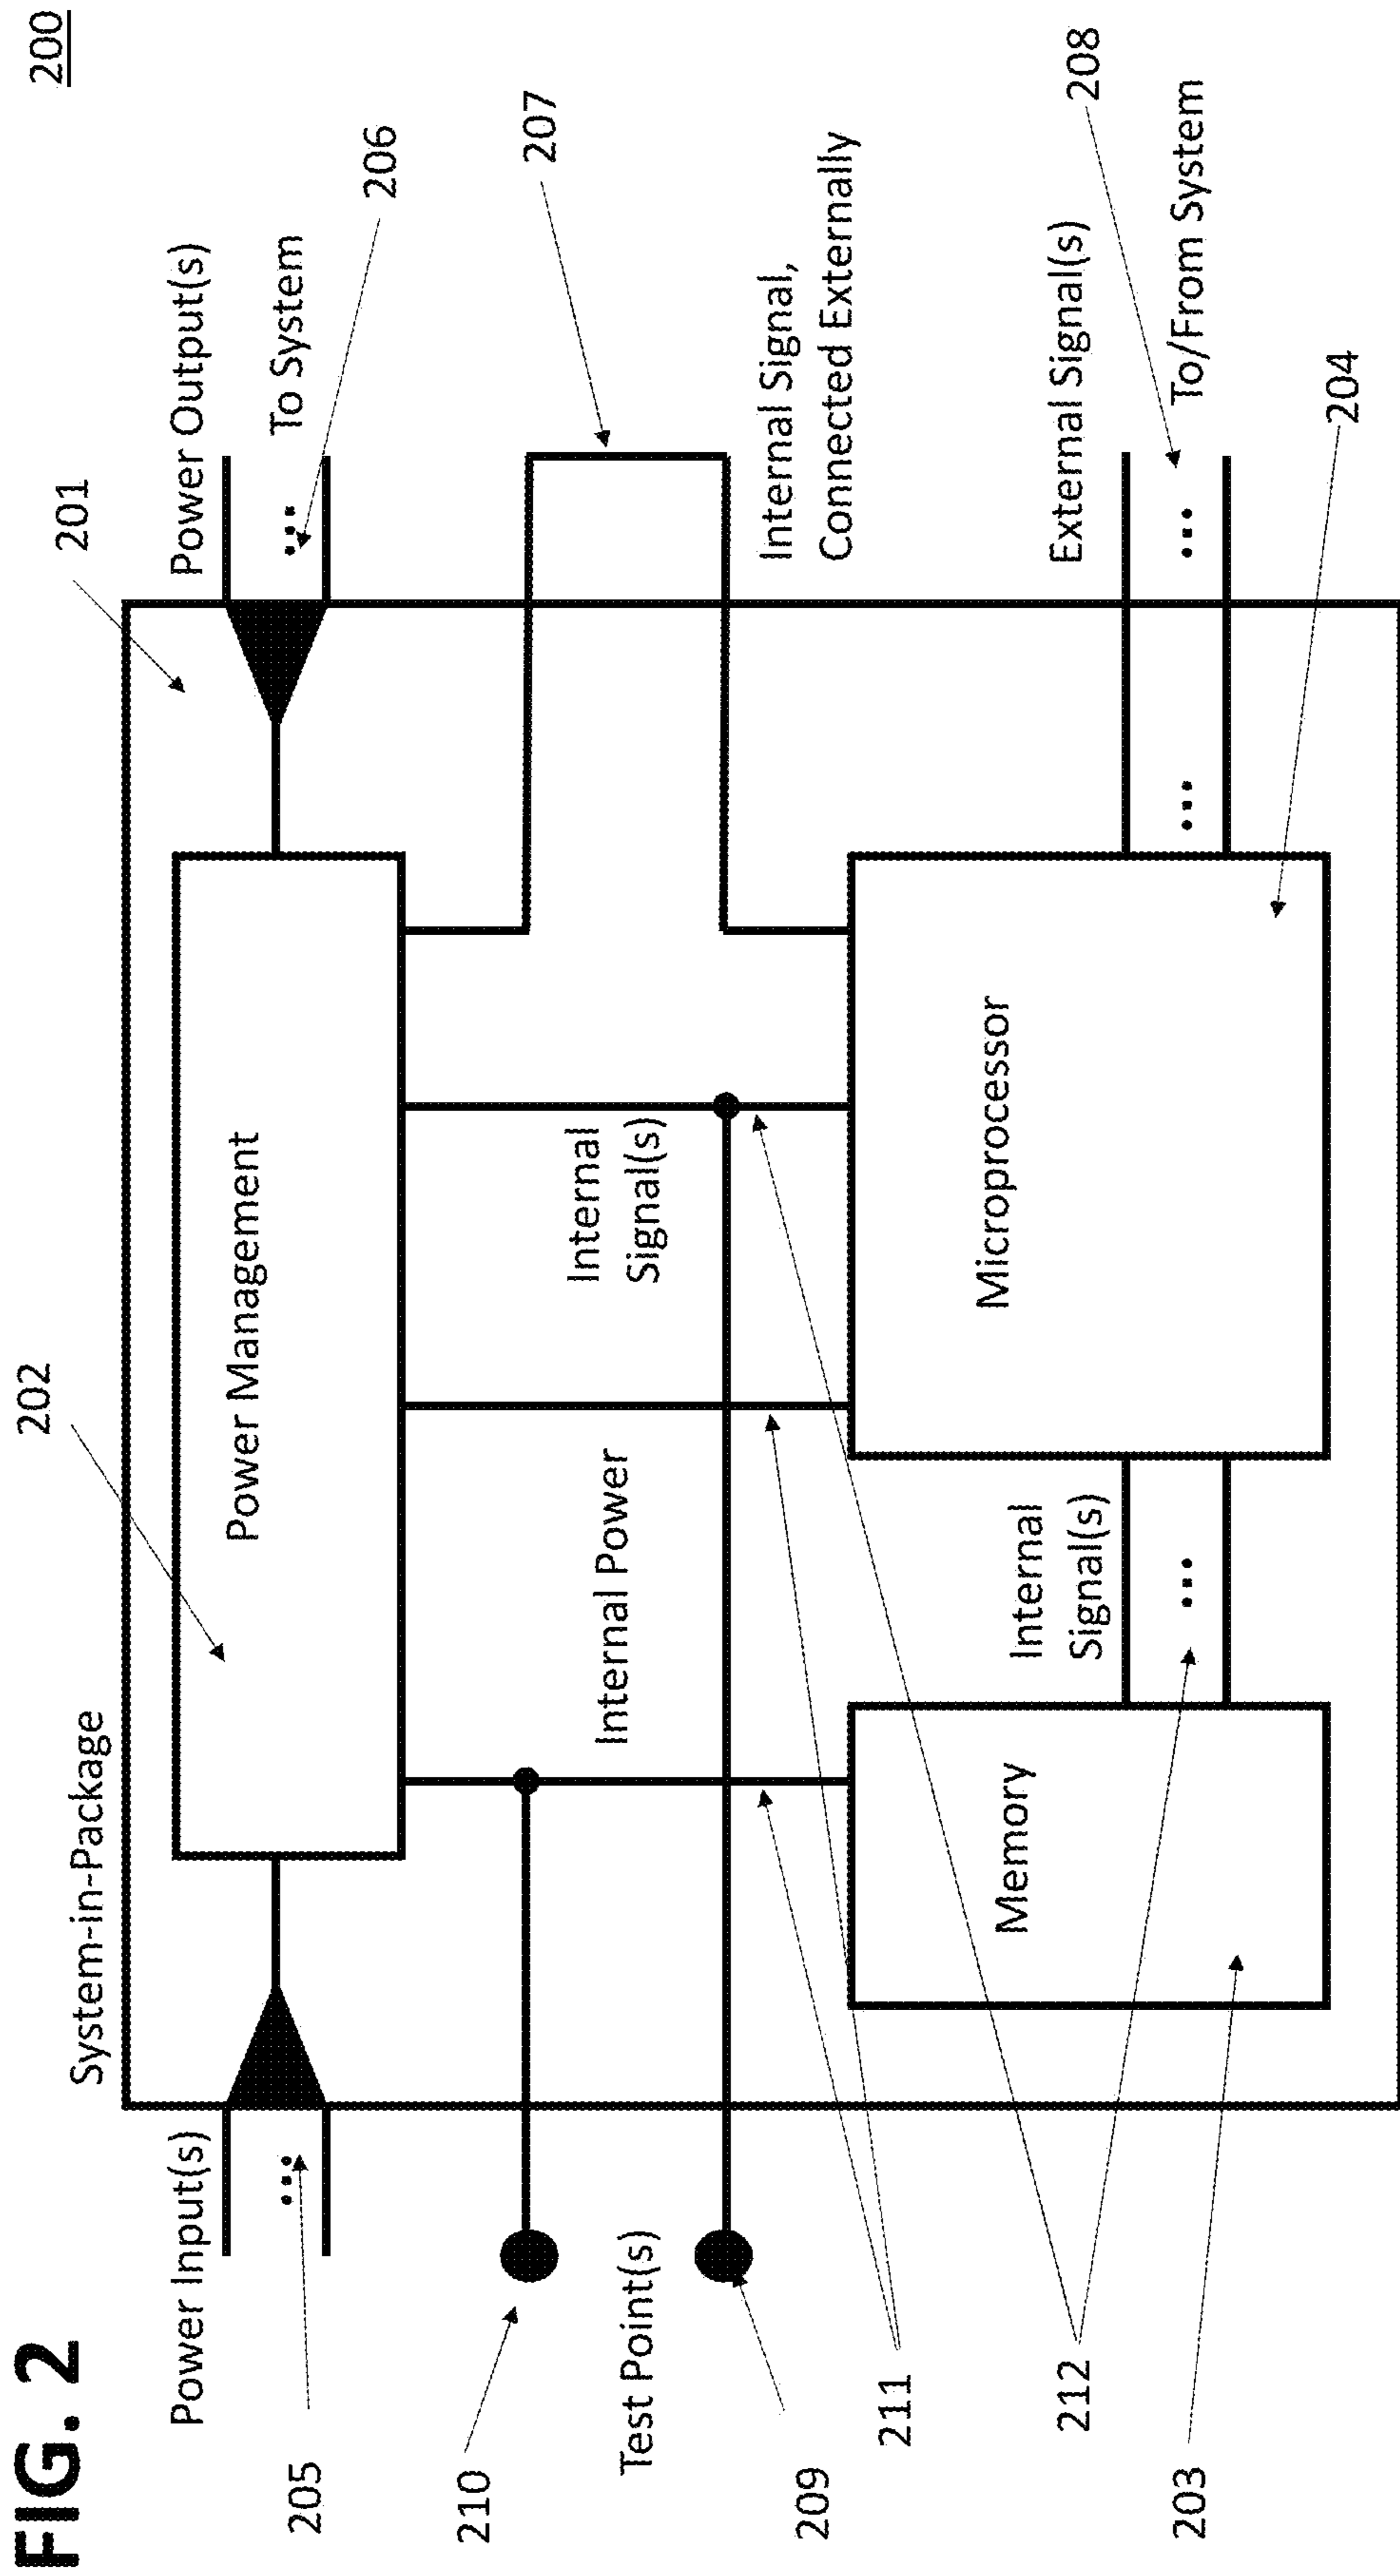 FIG. 2
200
System-in-Package
201
202
Power Input(s)
...
205
Power Output(s)
To System
...
206
Power Management
207
210
Internal Power
Internal
Signal(s)
Internal Signal,
Connected Externally
Test Point(s)
209
211
212
203
Memory
Internal
Signal(s)
...
Microprocessor
204
External Signal(s)
To/From System
...
...
208